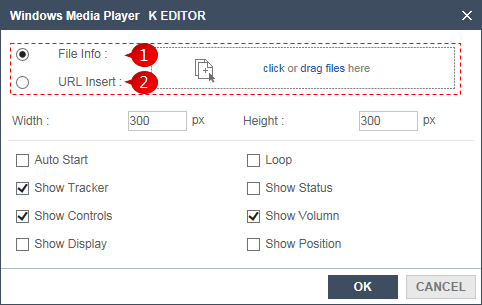 Windows Media Player K EDITOR
File Info : 1
click or drag files here
URL Insert : 2
Width : 300 px Height : 300 px
Auto Start Loop
Show Tracker Show Status
Show Controls Show Volumn
Show Display Show Position
OK CANCEL